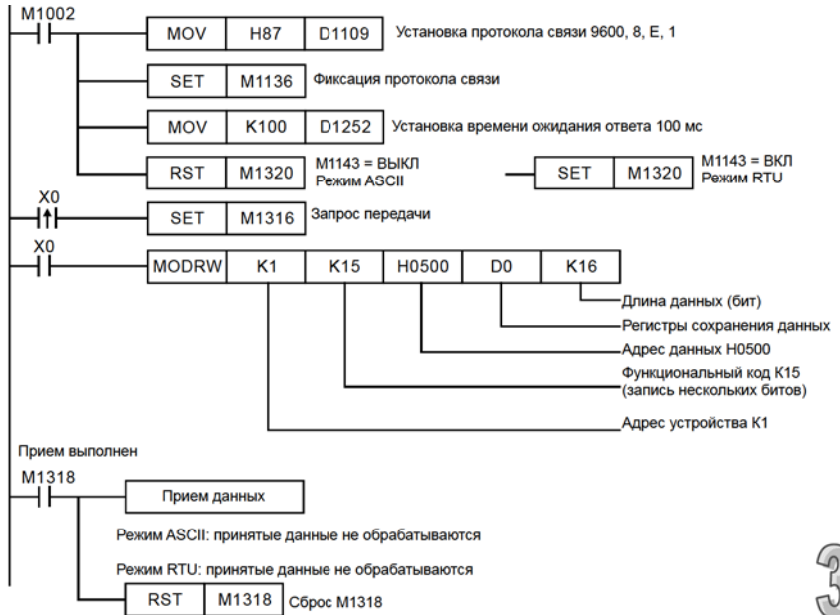 M1002
MOV H87 D1109 Установка протокола связи 9600, 8, E, 1
SET M1136 Фиксация протокола связи
MOV K100 D1252 Установка времени ожидания ответа 100 мс
RST M1320 M1143 = ВЫКЛ
Режим ASCII
SET M1320 M1143 = ВКЛ
Режим RTU
X0
SET M1316 Запрос передачи
X0
MODRW K1 K15 H0500 D0 K16
Длина данных (бит)
Регистры сохранения данных
Адрес данных H0500
Функциональный код K15
(запись нескольких битов)
Адрес устройства K1
Прием выполнен
M1318
Прием данных
Режим ASCII: принятые данные не обрабатываются
Режим RTU: принятые данные не обрабатываются
RST M1318 Сброс M1318
3